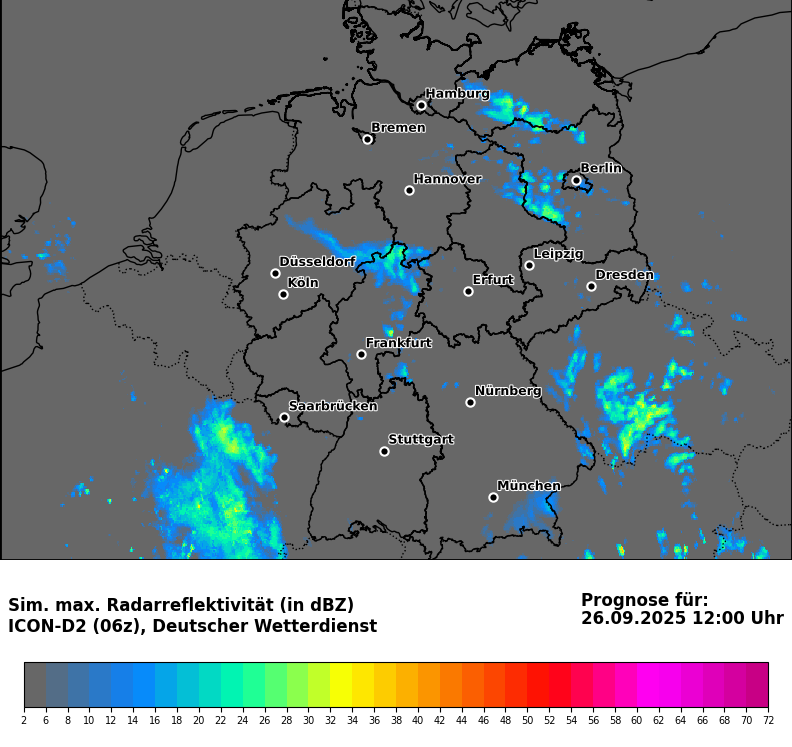 Hamburg
Bremen
Berlin
Hannover
Leipzig
Düsseldorf
Dresden
Köln
Erfurt
Frankfurt
Nürnberg
Saarbrücken
Stuttgart
München
Sim. max. Radarreflektivität (in dBZ)
ICON-D2 (06z), Deutscher Wetterdienst
Prognose für:
26.09.2025 12:00 Uhr
2 6 8 10 12 14 16 18 20 22 24 26 28 30 32 34 36 38 40 42 44 46 48 50 52 54 56 58 60 62 64 66 68 70 72